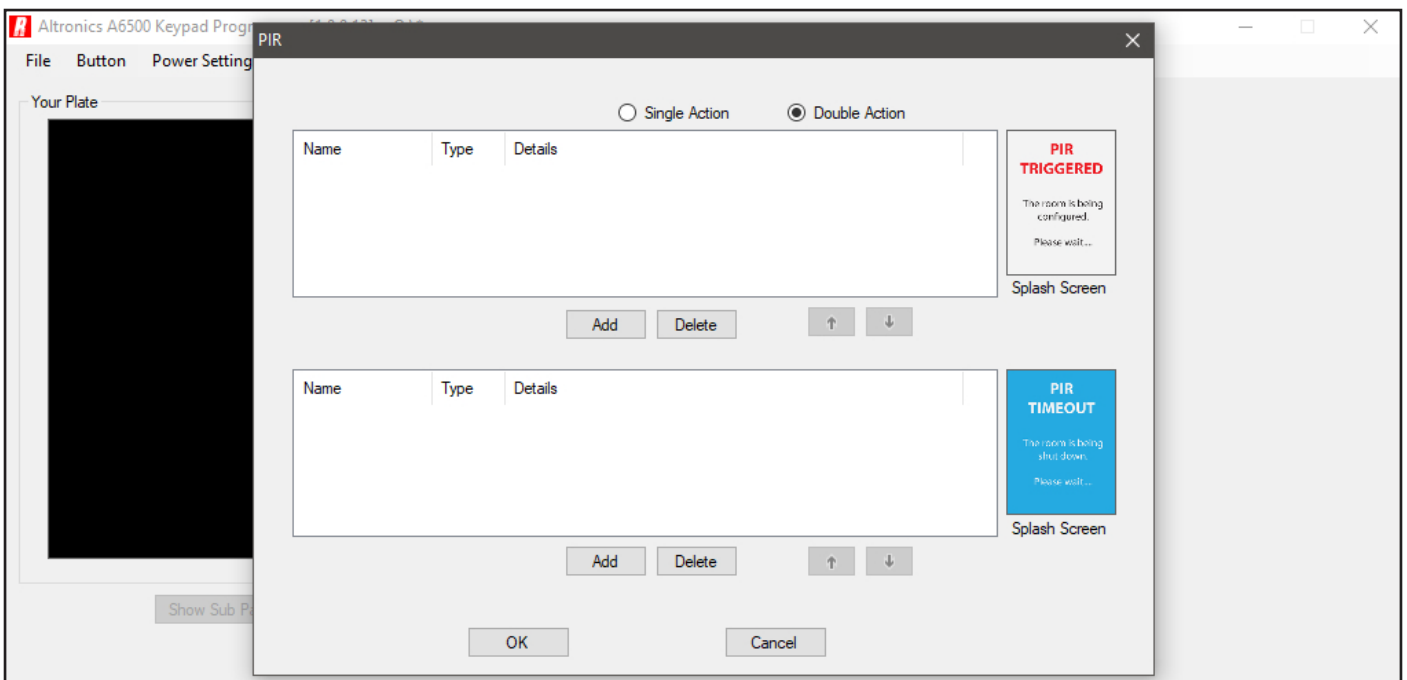 Altronics A6500 Keypad Progr
File Button Power Setting
PIR
Your Plate
Single Action Double Action
Name Type Details
PIR
TRIGGERED
The room is being
configured.
Please wait...
Splash Screen
Add Delete
Name Type Details
PIR
TIMEOUT
The room is being
shut down.
Please wait...
Splash Screen
Add Delete
Show Sub Pa
OK Cancel